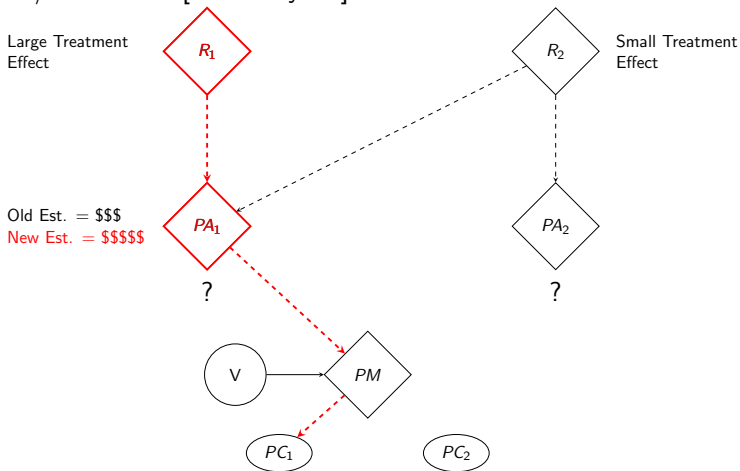 Large Treatment
Effect
R1
R2
Small Treatment
Effect
Old Est. = $$$
New Est. = $$$$$
PA1
PA2
?
?
V
PM
PC1
PC2